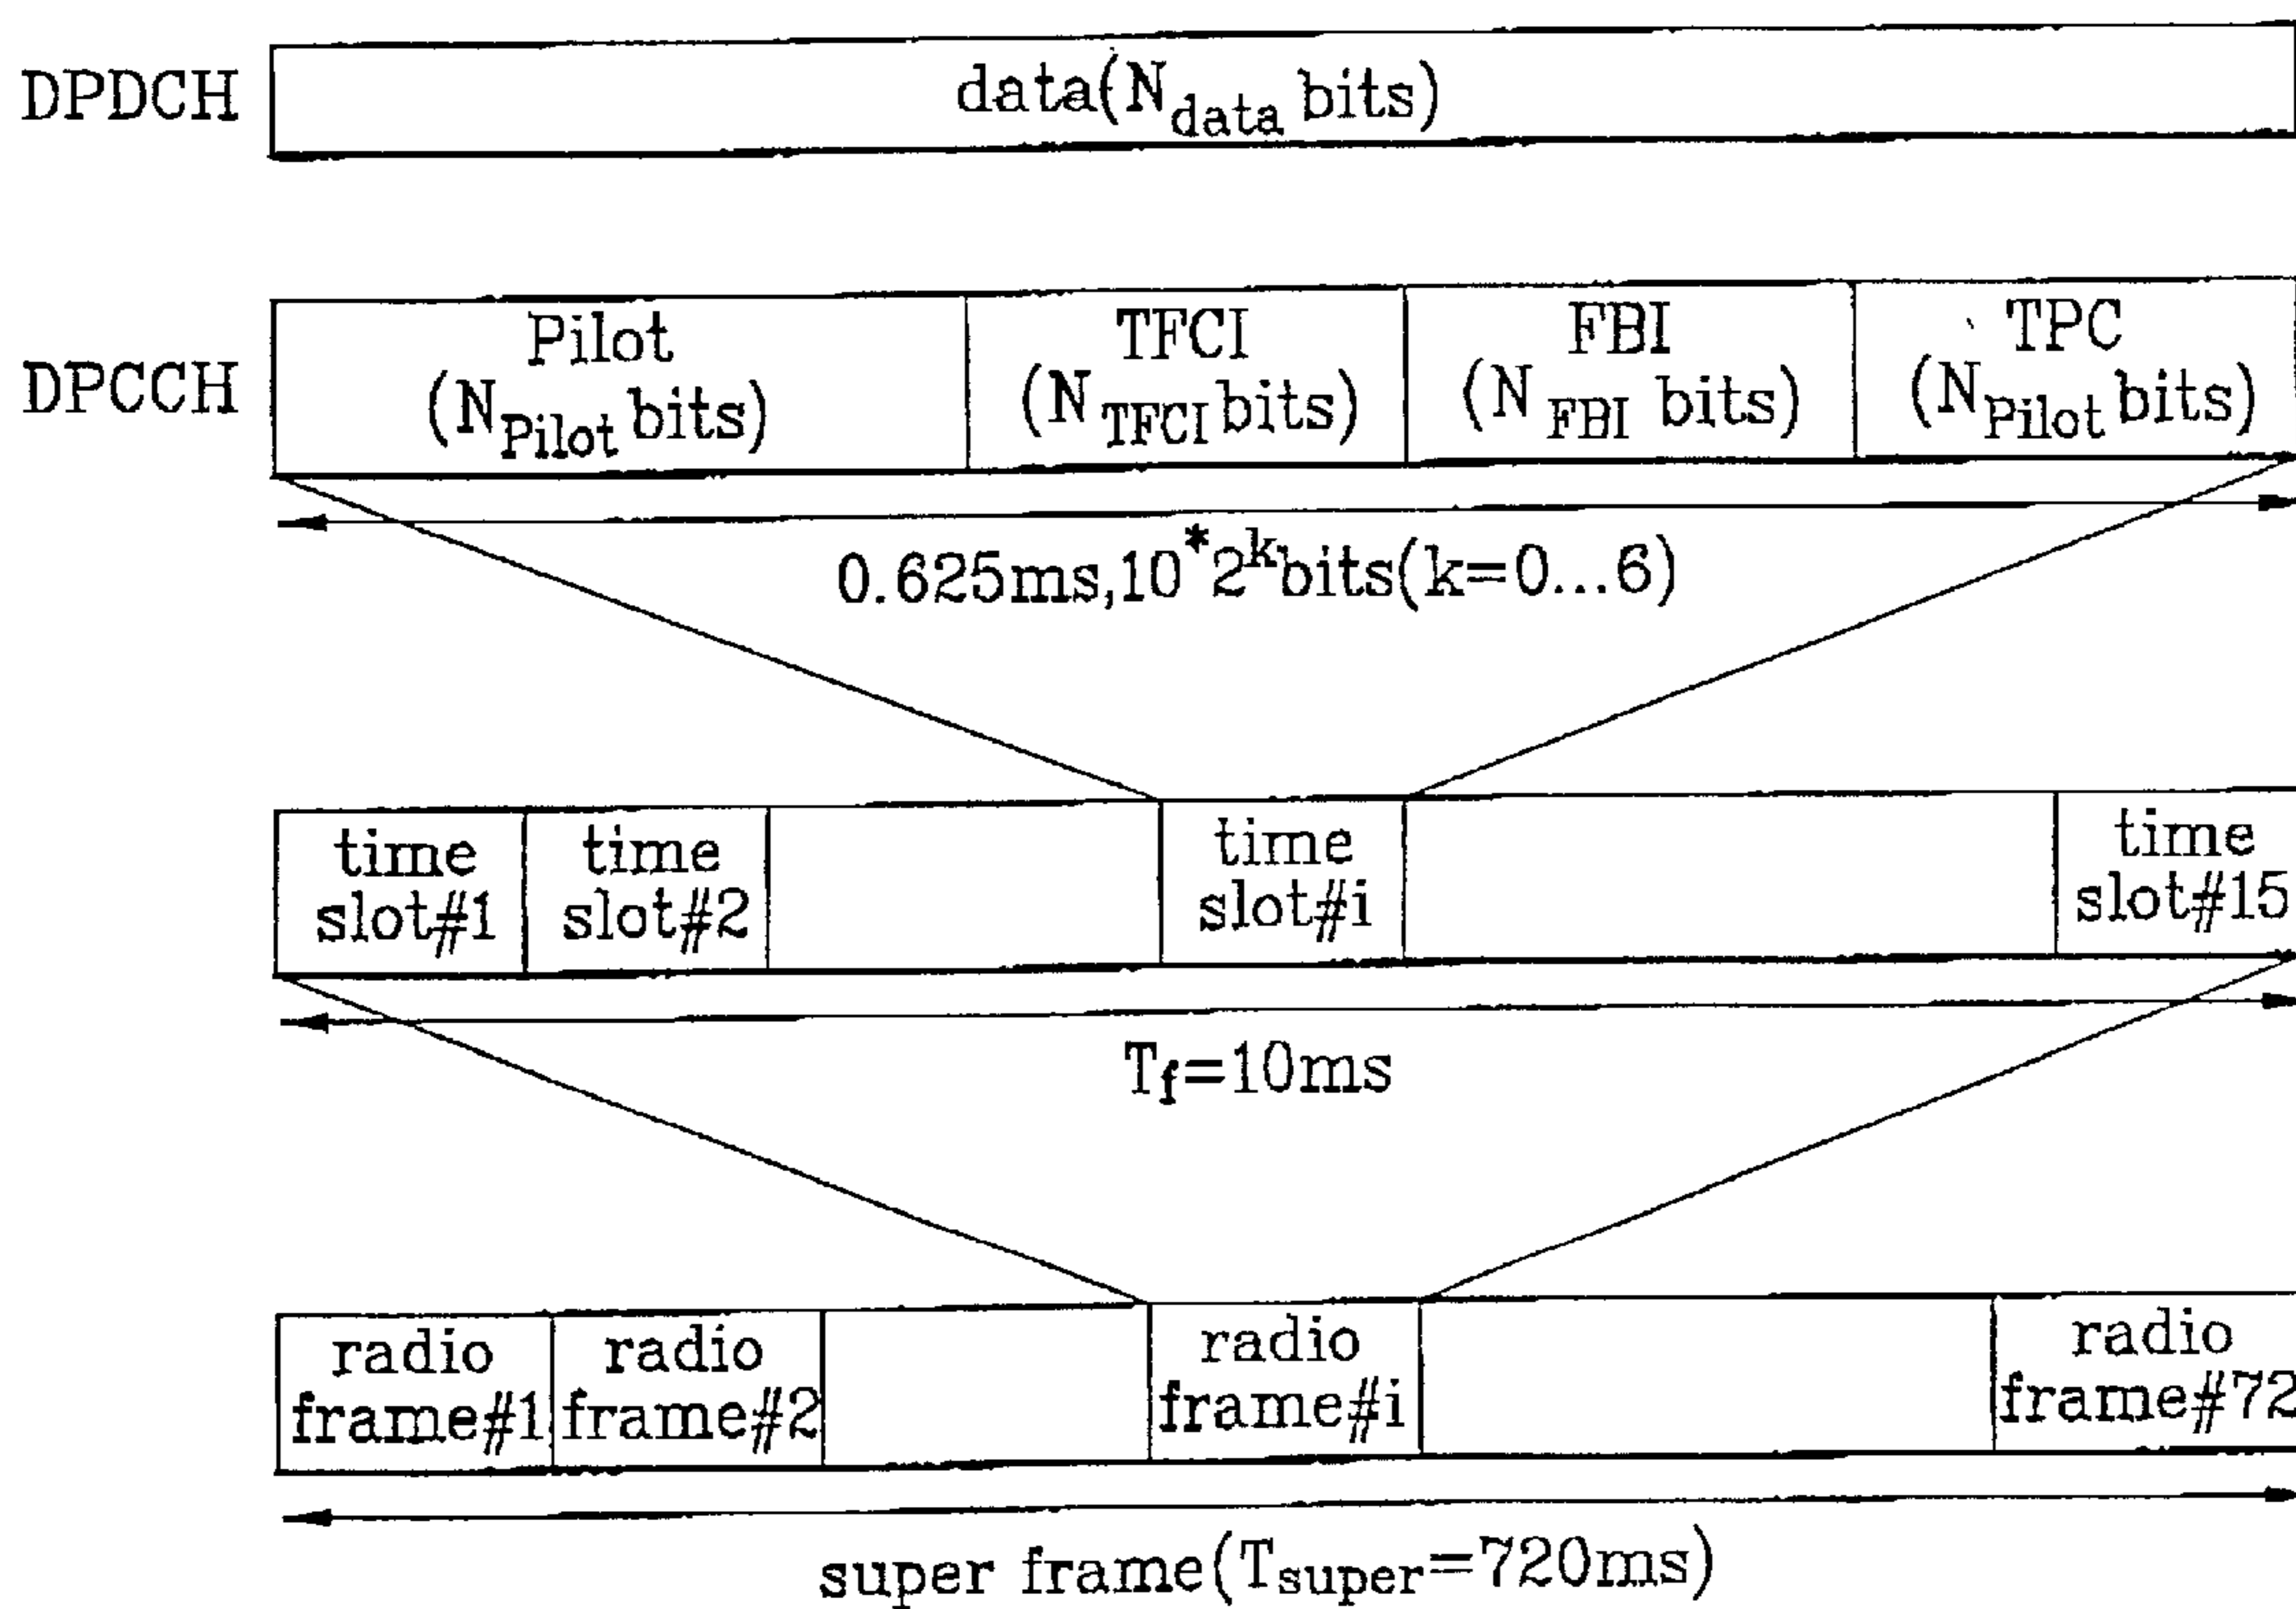 DPDCH
data(N_data bits)
DPCCH
Pilot
(N_Pilot bits)
TFCI
(N_TFCI bits)
FBI
(N_FBI bits)
TPC
(N_Pilot bits)
0.625ms,10*2^k bits(k=0...6)
time
slot#1
time
slot#2
time
slot#i
time
slot#15
T_f=10ms
radio
frame#1
radio
frame#2
radio
frame#i
radio
frame#72
super frame(T_super=720ms)